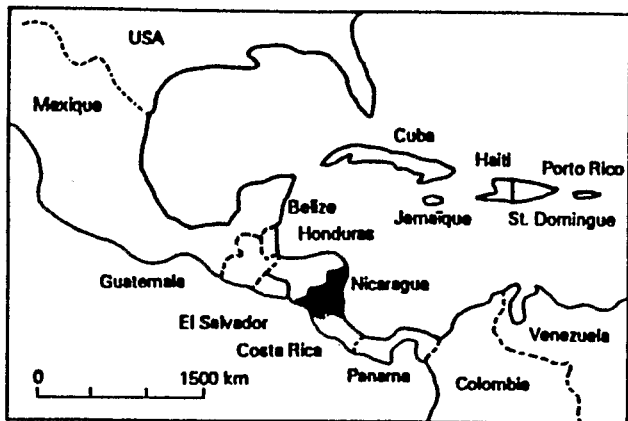 USA
Mexique
Cuba
Haiti
Porto Rico
Belize
Jamaïque
St. Domingue
Honduras
Guatemala
Nicaragua
El Salvador
Venezuela
Costa Rica
0 1500 km
Panama
Colombie